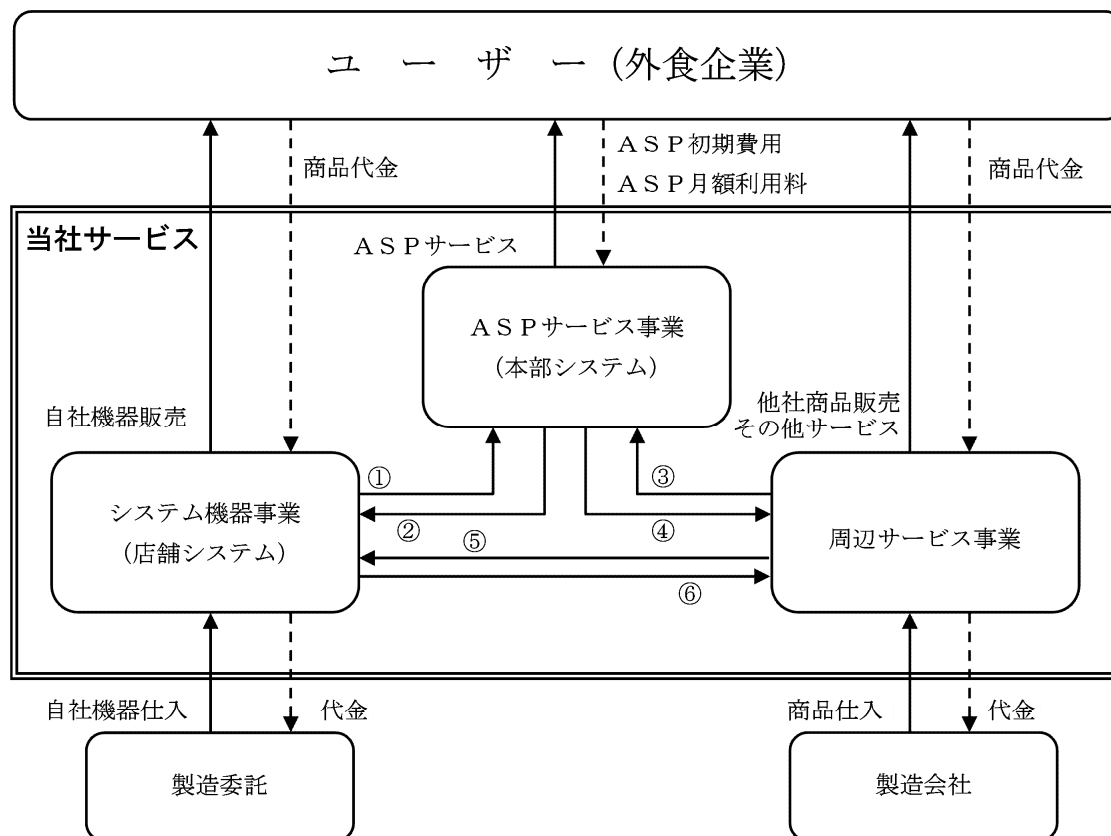 ユーザー(外食企業)
商品代金
ASP初期費用
ASP月額利用料
商品代金
当社サービス
ASPサービス
ASPサービス事業
(本部システム)
自社機器販売
他社商品販売
その他サービス
①
③
システム機器事業
(店舗システム)
②
④
周辺サービス事業
⑤
⑥
自社機器仕入
代金
商品仕入
代金
製造委託
製造会社